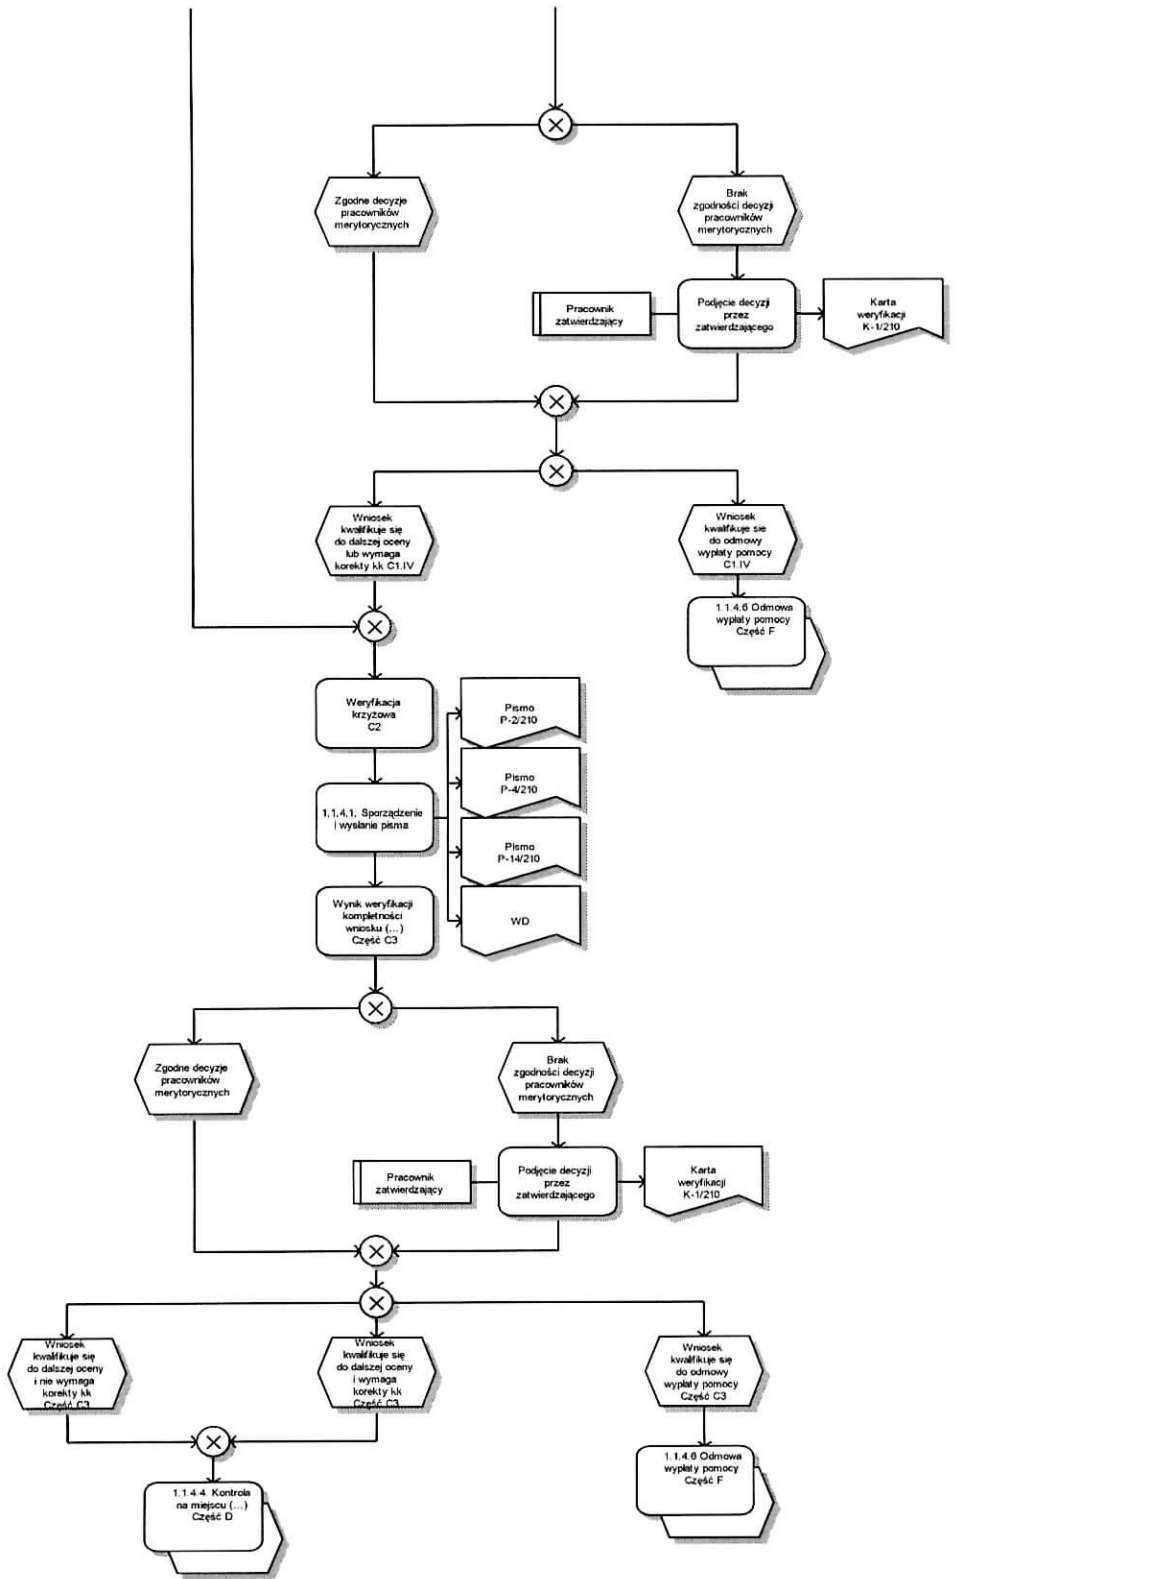 Zgodne decyzje
pracowników
merytorycznych
Brak
zgodności decyzji
pracowników
merytorycznych
Pracownik
zatwierdzający
Podjęcie decyzji
przez
zatwierdzającego
Karta
weryfikacji
K-1/210
Wniosek
kwalifikuje się
do dalszej oceny
lub wymaga
korekty kk C1.IV
Wniosek
kwalifikuje sie
do odmowy
wypłaty pomocy
C1.IV
1.1.4.6 Odmowa
wypłaty pomocy
Część F
Weryfikacja
krzyżowa
C2
Pismo
P-2/210
Pismo
P-4/210
1.1.4.1. Sporządzenie
i wysłanie pisma
Pismo
P-14/210
Wynik weryfikacji
kompletności
wniosku (...)
Część C3
WD
Zgodne decyzje
pracowników
merytorycznych
Brak
zgodności decyzji
pracowników
merytorycznych
Pracownik
zatwierdzający
Podjęcie decyzji
przez
zatwierdzającego
Karta
weryfikacji
K-1/210
Wniosek
kwalifikuje się
do dalszej oceny
i nie wymaga
korekty kk
Część C3
Wniosek
kwalifikuje się
do dalszej oceny
i wymaga
korekty kk
Część C3
Wniosek
kwalifikuje się
do odmowy
wypłaty pomocy
Część C3
1.1.4.4. Kontrola
na miejscu (...)
Część D
1.1.4.6 Odmowa
wypłaty pomocy
Część F